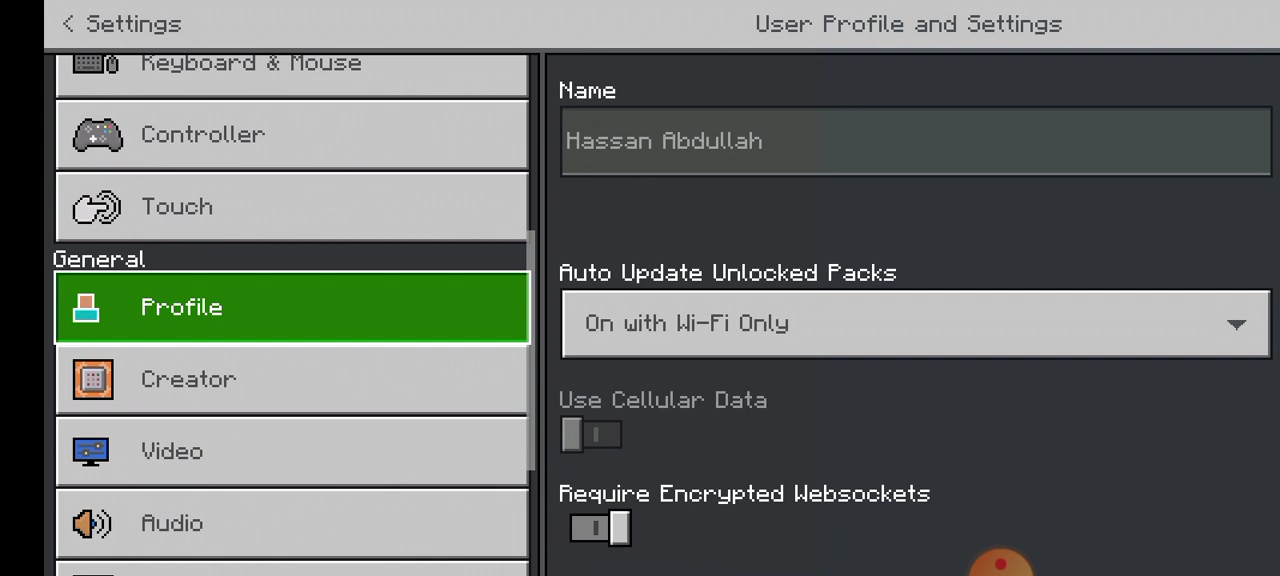 < Settings
User Profile and Settings
Keyboard & Mouse
Controller
Touch
General
Profile
Creator
Video
Audio
Name
Hassan Abdullah
Auto Update Unlocked Packs
On with Wi-Fi Only
Use Cellular Data
Require Encrypted Websockets